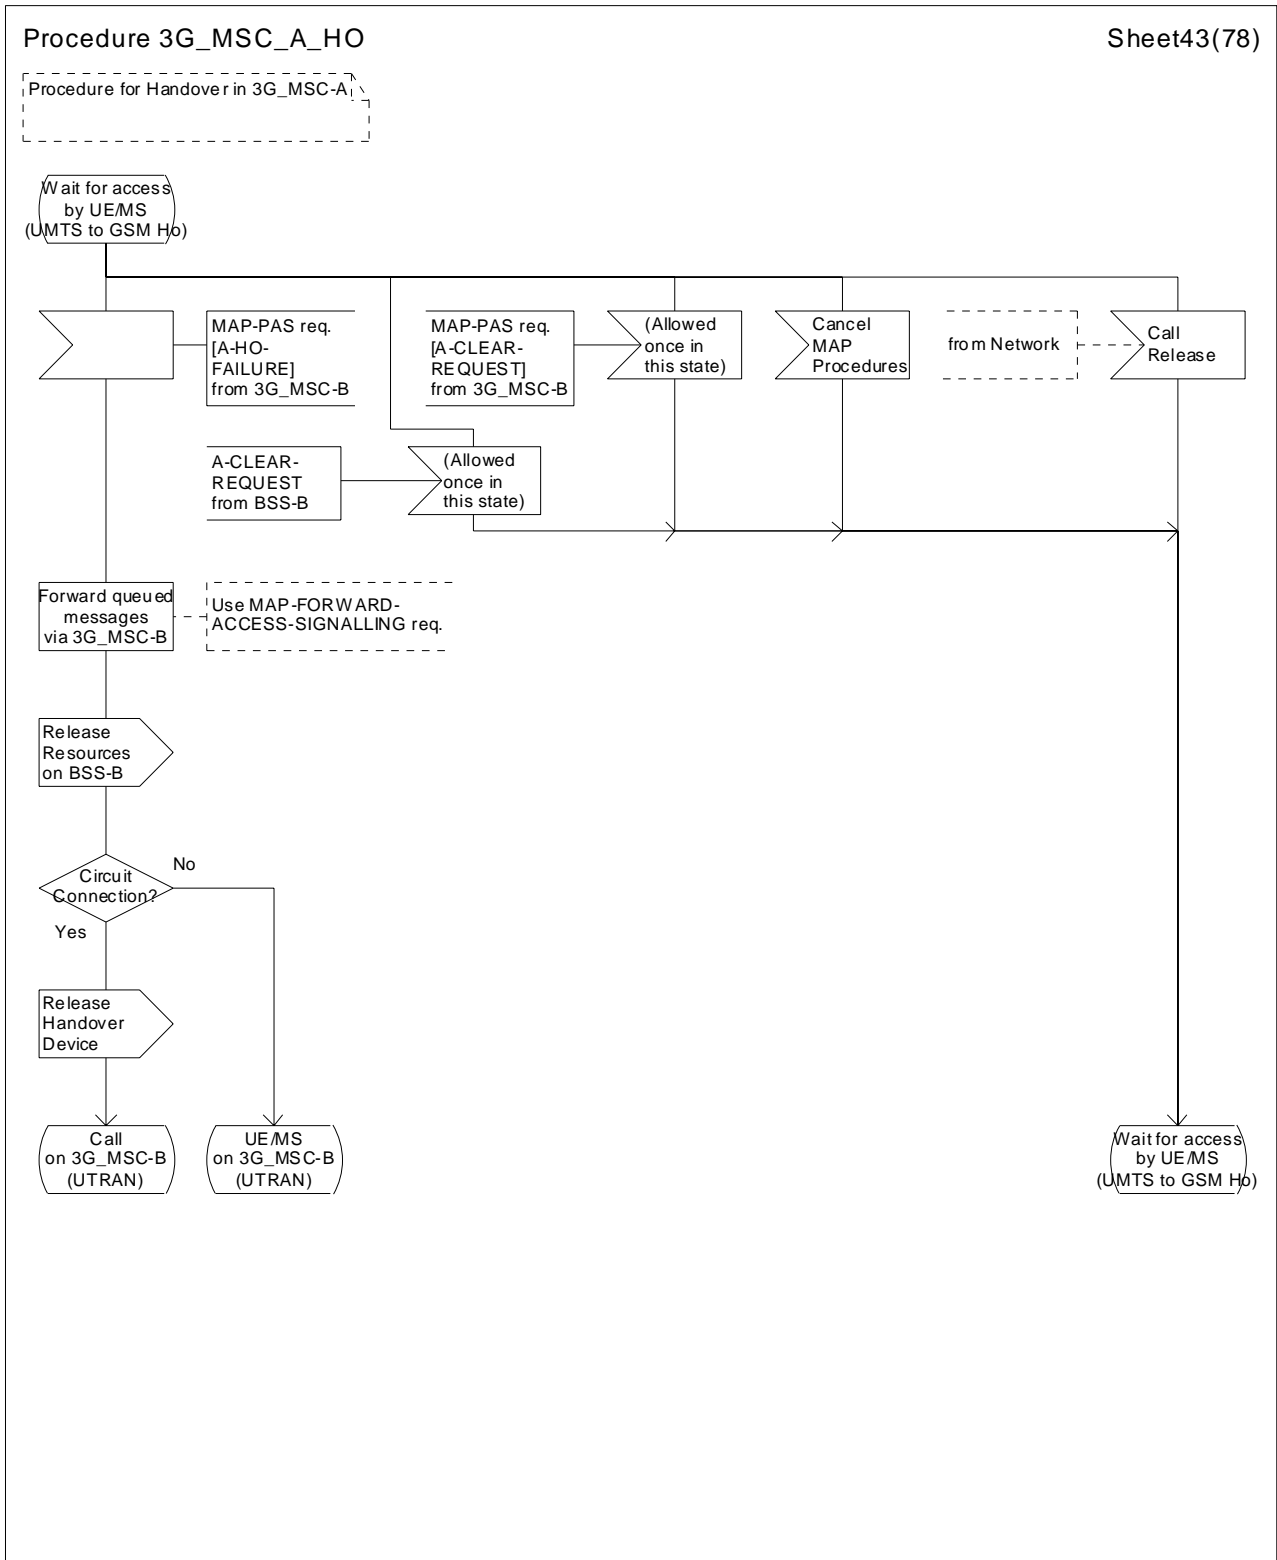 Procedure 3G_MSC_A_HO
Sheet43(78)
Procedure for Handover in 3G_MSC-A
Wait for access
by UE/MS
(UMTS to GSM Ho)
MAP-PAS req.
[A-HO-
FAILURE]
from 3G_MSC-B
MAP-PAS req.
[A-CLEAR-
REQUEST]
from 3G_MSC-B
(Allowed
once in
this state)
Cancel
MAP
Procedures
from Network
Call
Release
A-CLEAR-
REQUEST
from BSS-B
(Allowed
once in
this state)
Forward queued
messages
via 3G_MSC-B
Use MAP-FORWARD-
ACCESS-SIGNALLING req.
Release
Resources
on BSS-B
Circuit
Connection?
No
Yes
Release
Handover
Device
Call
on 3G_MSC-B
(UTRAN)
UE/MS
on 3G_MSC-B
(UTRAN)
Wait for access
by UE/MS
(UMTS to GSM Ho)